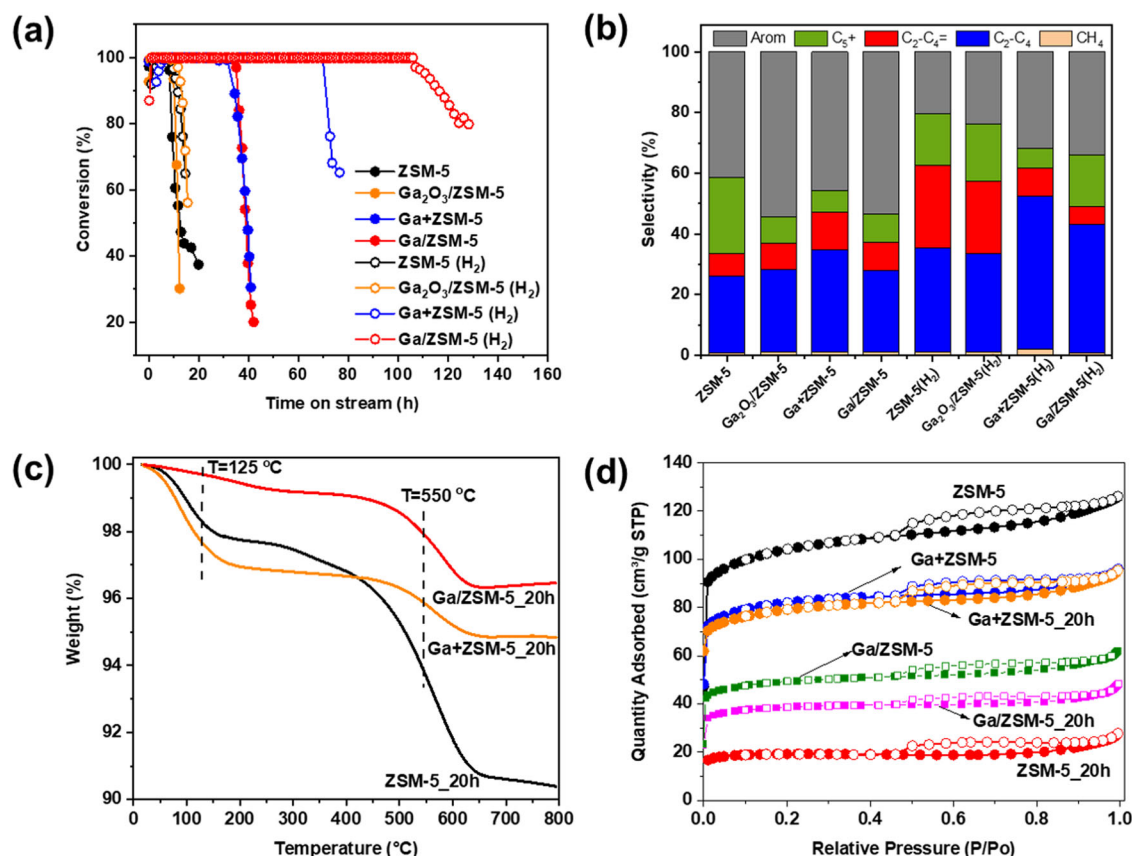 (a)
Conversion (%)
100
80
60
40
20
0 20 40 60 80 100 120 140 160
Time on stream (h)
ZSM-5
Ga₂O₃/ZSM-5
Ga+ZSM-5
Ga/ZSM-5
ZSM-5 (H₂)
Ga₂O₃/ZSM-5 (H₂)
Ga+ZSM-5 (H₂)
Ga/ZSM-5 (H₂)
(b)
Arom C₅+ C₂-C₄= C₂-C₄ CH₄
Selectivity (%)
100
80
60
40
20
0
ZSM-5
Ga₂O₃/ZSM-5
Ga+ZSM-5
Ga/ZSM-5
ZSM-5(H₂)
Ga₂O₃/ZSM-5(H₂)
Ga+ZSM-5(H₂)
Ga/ZSM-5(H₂)
(c)
Weight (%)
100
98
96
94
92
90
T=125 °C
T=550 °C
Ga/ZSM-5_20h
Ga+ZSM-5_20h
ZSM-5_20h
0 100 200 300 400 500 600 700 800
Temperature (°C)
(d)
Quantity Adsorbed (cm³/g STP)
140
120
100
80
60
40
20
0
ZSM-5
Ga+ZSM-5
Ga+ZSM-5_20h
Ga/ZSM-5
Ga/ZSM-5_20h
ZSM-5_20h
0.0 0.2 0.4 0.6 0.8 1.0
Relative Pressure (P/Po)